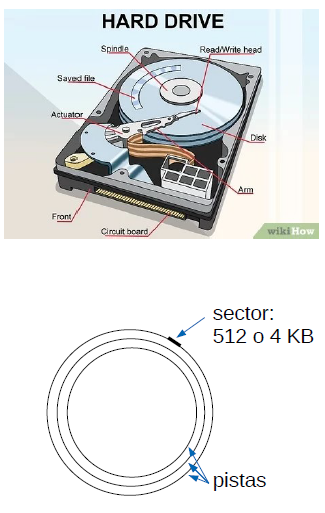 HARD DRIVE
Spindle
Read/Write head
Saved file
Actuator
Disk
Arm
Front
Circuit board
wikiHow
sector:
512 o 4 KB
pistas